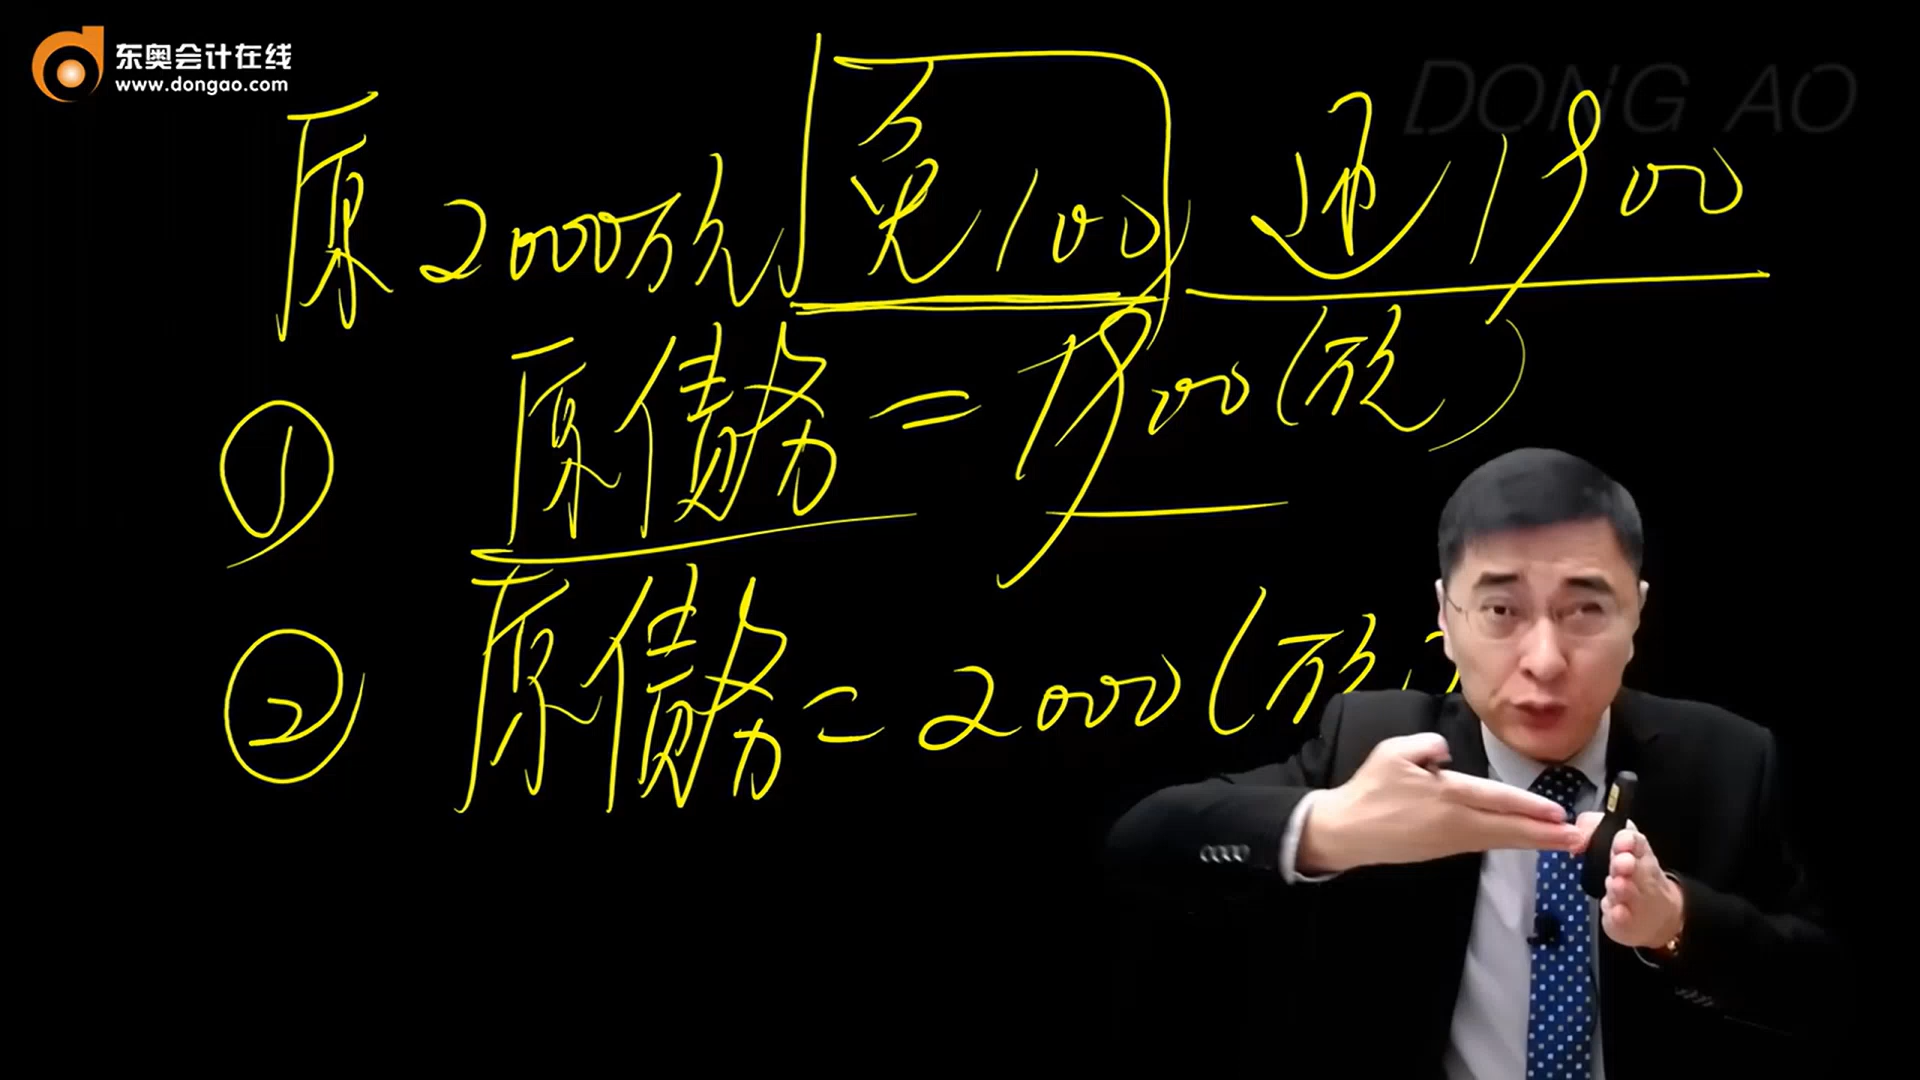 东奥会计在线
www.dongao.com
DONG AO
原2000万元 免100, 还1900
① 原债务=1900(万元)
② 原债务=2000(万元